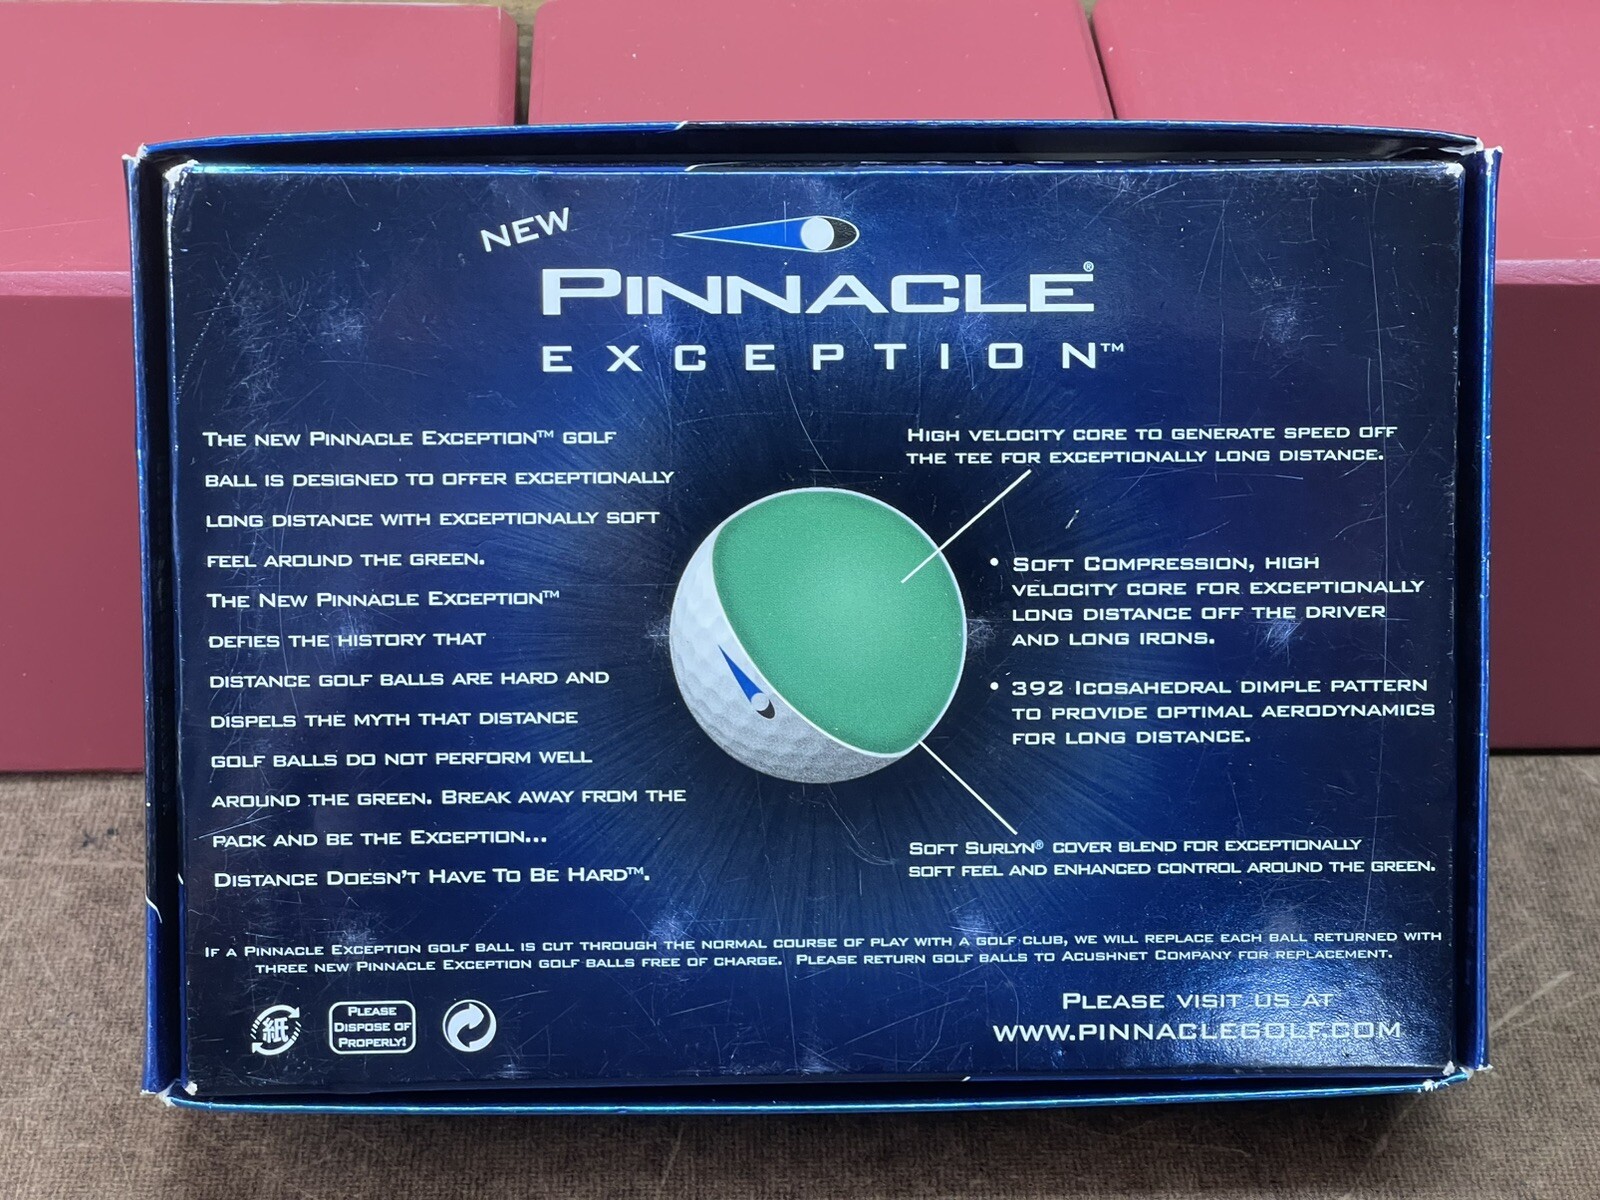 NEW
PINNACLE®
EXCEPTION™
THE NEW PINNACLE EXCEPTION™ GOLF
BALL IS DESIGNED TO OFFER EXCEPTIONALLY
LONG DISTANCE WITH EXCEPTIONALLY SOFT
FEEL AROUND THE GREEN.
THE NEW PINNACLE EXCEPTION™
DEFIES THE HISTORY THAT
DISTANCE GOLF BALLS ARE HARD AND
DISPELS THE MYTH THAT DISTANCE
GOLF BALLS DO NOT PERFORM WELL
AROUND THE GREEN. BREAK AWAY FROM THE
PACK AND BE THE EXCEPTION...
DISTANCE DOESN'T HAVE TO BE HARD™.
HIGH VELOCITY CORE TO GENERATE SPEED OFF
THE TEE FOR EXCEPTIONALLY LONG DISTANCE.
• SOFT COMPRESSION, HIGH
VELOCITY CORE FOR EXCEPTIONALLY
LONG DISTANCE OFF THE DRIVER
AND LONG IRONS.
• 392 ICOSAHEDRAL DIMPLE PATTERN
TO PROVIDE OPTIMAL AERODYNAMICS
FOR LONG DISTANCE.
SOFT SURLYN® COVER BLEND FOR EXCEPTIONALLY
SOFT FEEL AND ENHANCED CONTROL AROUND THE GREEN.
IF A PINNACLE EXCEPTION GOLF BALL IS CUT THROUGH THE NORMAL COURSE OF PLAY WITH A GOLF CLUB, WE WILL REPLACE EACH BALL RETURNED WITH
THREE NEW PINNACLE EXCEPTION GOLF BALLS FREE OF CHARGE. PLEASE RETURN GOLF BALLS TO ACUSHNET COMPANY FOR REPLACEMENT.
紙
PLEASE
DISPOSE OF
PROPERLY!
PLEASE VISIT US AT
WWW.PINNACLEGOLF.COM